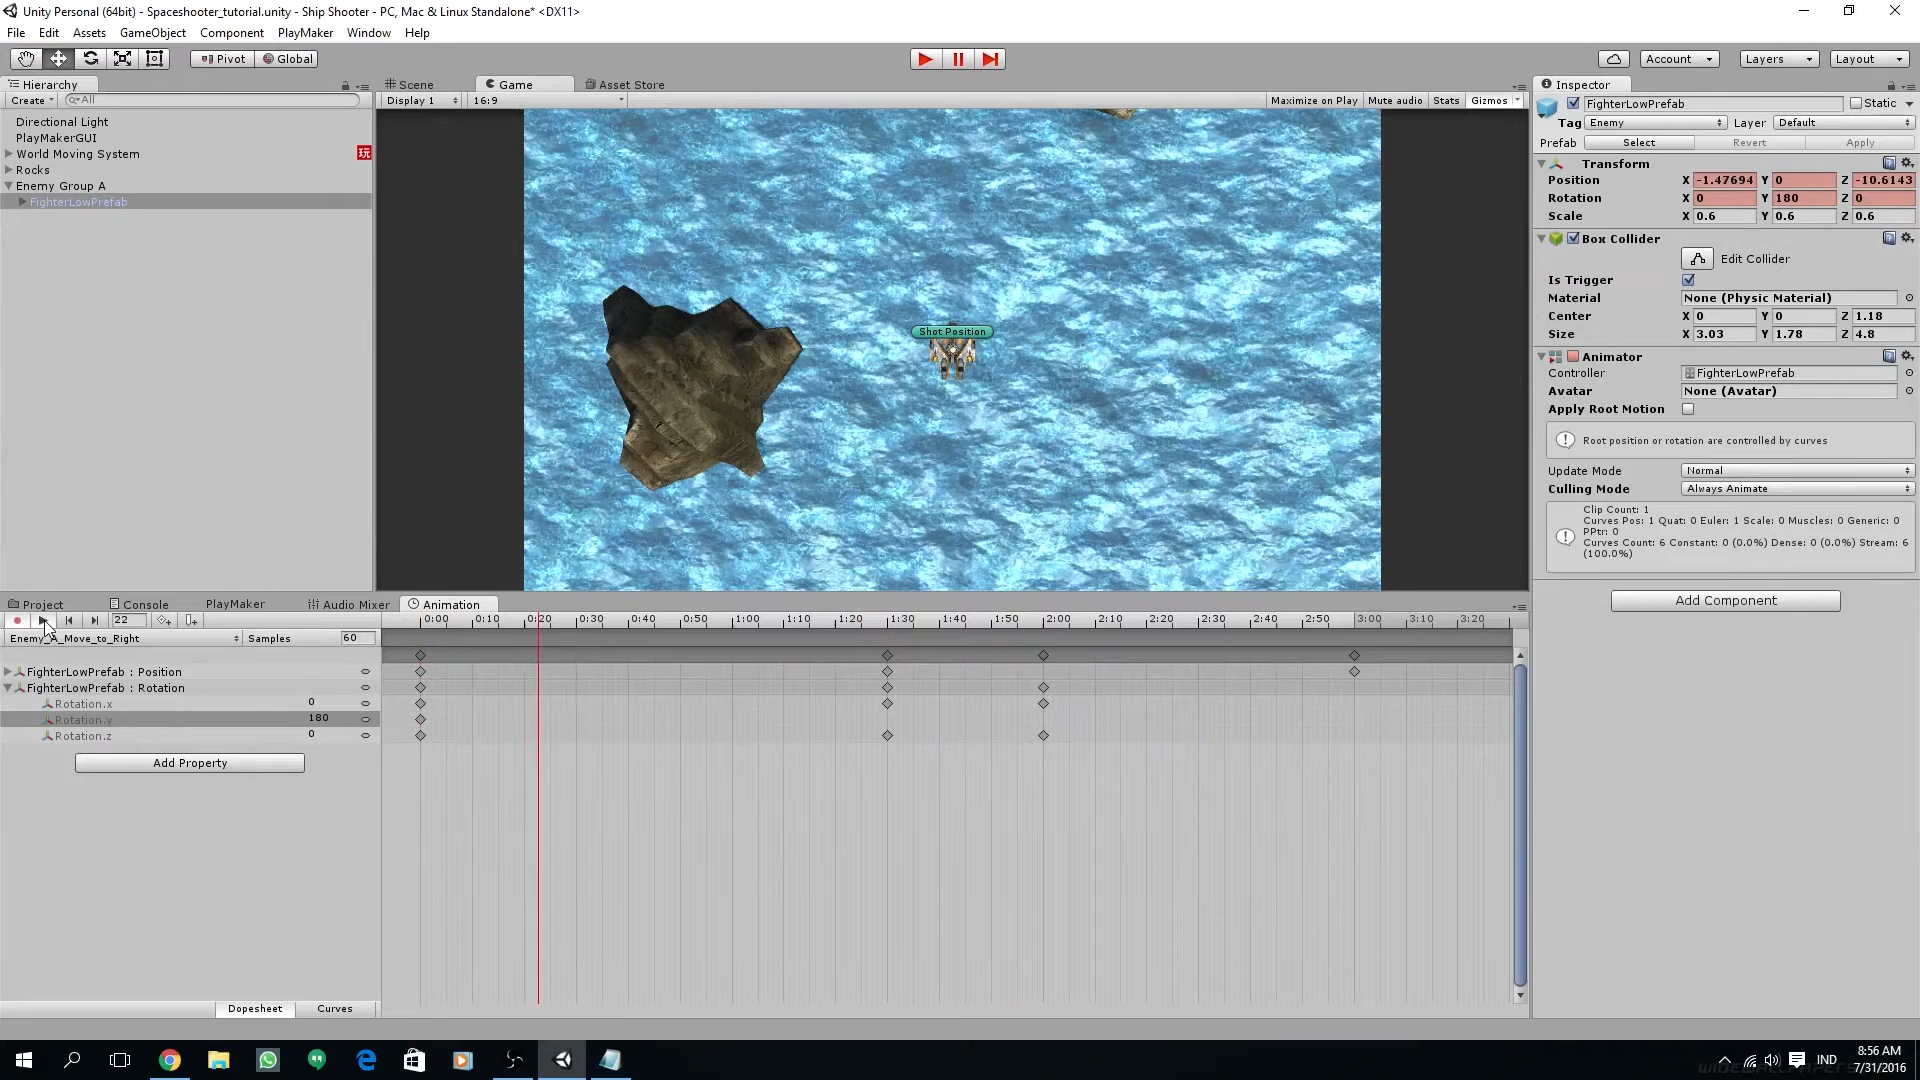 Unity Personal (64bit) - Spaceshooter_tutorial.unity - Ship Shooter - PC, Mac & Linux Standalone* <DX11>
File Edit Assets GameObject Component PlayMaker Window Help
Pivot Global Account Layers Layout
Hierarchy Scene Game Asset Store Inspector
Create All Display 1 16:9 Maximize on Play Mute audio Stats Gizmos
Directional Light
PlayMakerGUI
World Moving System 玩
Rocks
Enemy Group A
FighterLowPrefab
Shot Position
FighterLowPrefab Static
Tag Enemy Layer Default
Prefab Select Revert Apply
Transform
Position X -1.47694 Y 0 Z -10.6143
Rotation X 0 Y 180 Z 0
Scale X 0.6 Y 0.6 Z 0.6
Box Collider
Edit Collider
Is Trigger
Material None (Physic Material)
Center X 0 Y 0 Z 1.18
Size X 3.03 Y 1.78 Z 4.8
Animator
Controller FighterLowPrefab
Avatar None (Avatar)
Apply Root Motion
Root position or rotation are controlled by curves
Update Mode Normal
Culling Mode Always Animate
Clip Count: 1
Curves Pos: 1 Quat: 0 Euler: 1 Scale: 0 Muscles: 0 Generic: 0
PPtr: 0
Curves Count: 6 Constant: 0 (0.0%) Dense: 0 (0.0%) Stream: 6
(100.0%)
Add Component
Project Console PlayMaker Audio Mixer Animation
22 0:00 0:10 0:20 0:30 0:40 0:50 1:00 1:10 1:20 1:30 1:40 1:50 2:00 2:10 2:20 2:30 2:40 2:50 3:00 3:10 3:20
Enemy_A_Move_to_Right Samples 60
FighterLowPrefab : Position
FighterLowPrefab : Rotation
Rotation.x 0
Rotation.y 180
Rotation.z 0
Add Property
Dopesheet Curves
IND
8:56 AM
7/31/2016